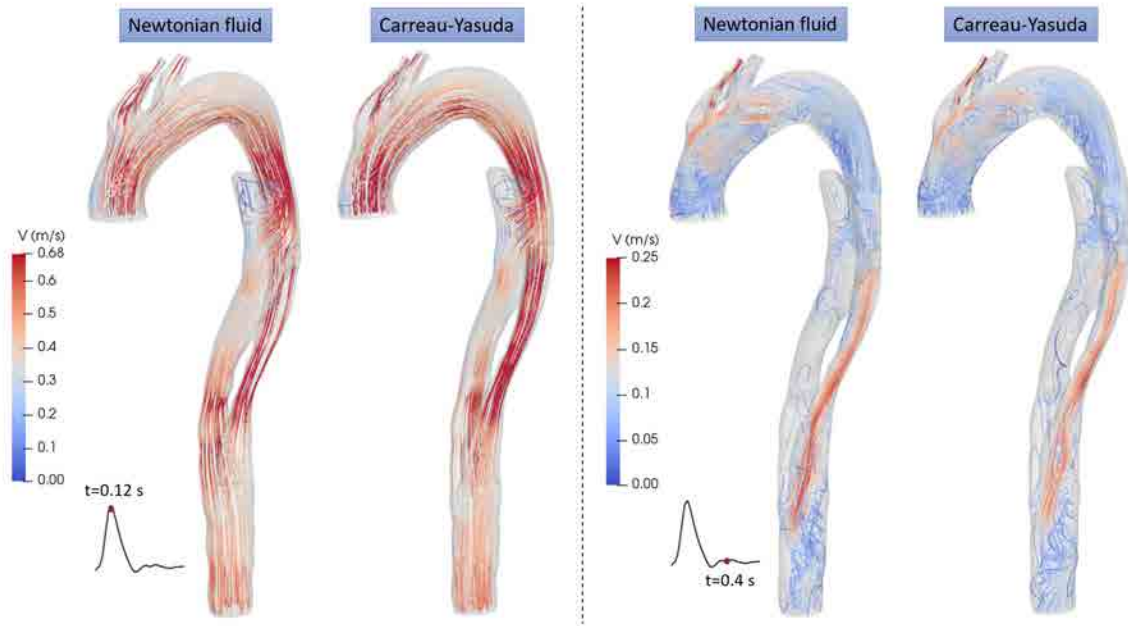 Newtonian fluid
Carreau-Yasuda
V (m/s)
0.68
0.6
0.5
0.4
0.3
0.2
0.1
0.00
t=0.12 s
Newtonian fluid
Carreau-Yasuda
V (m/s)
0.25
0.20
0.15
0.10
0.05
0.00
t=0.4 s